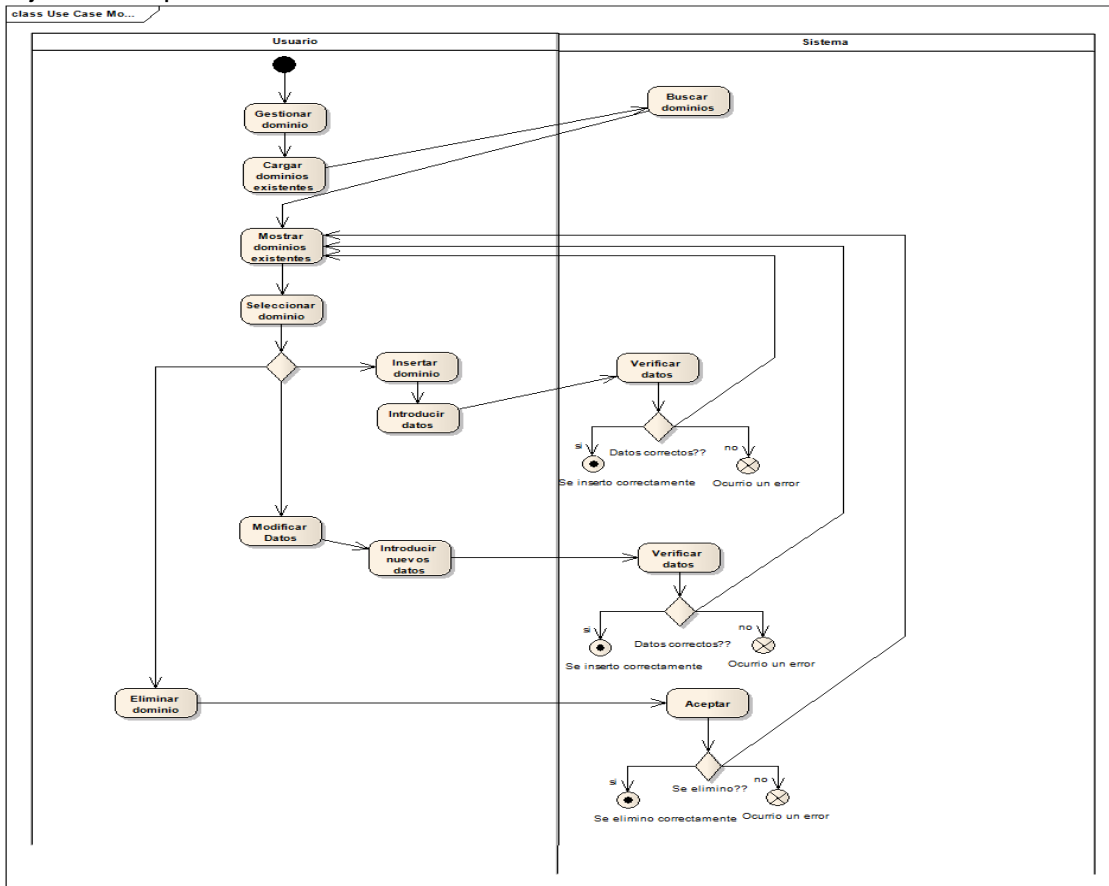 class Use Case Mo...
Usuario
Sistema
Gestionar
dominio
Buscar
dominios
Cargar
dominios
existentes
Mostrar
dominios
existentes
Seleccionar
dominio
Insertar
dominio
Verificar
datos
Introducir
datos
si
Datos correctos??
no
Se inserto correctamente
Ocurrio un error
Modificar
Datos
Introducir
nuevos
datos
Verificar
datos
si
Datos correctos??
no
Se inserto correctamente
Ocurrio un error
Eliminar
dominio
Aceptar
si
Se elimino??
no
Se elimino correctamente
Ocurrio un error